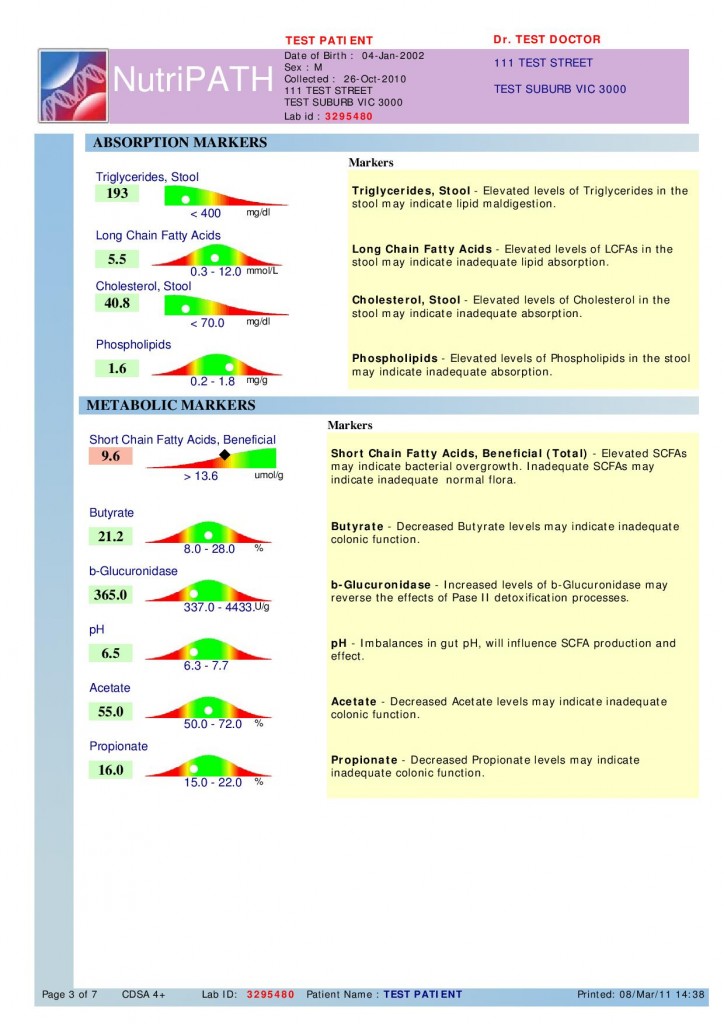 TEST PATIENT
Dr. TEST DOCTOR
NutriPATH
Date of Birth : 04-Jan-2002
Sex : M
Collected : 26-Oct-2010
111 TEST STREET
TEST SUBURB VIC 3000
Lab id : 3295480
111 TEST STREET
TEST SUBURB VIC 3000
ABSORPTION MARKERS
Markers
Triglycerides, Stool
193
< 400 mg/dl
Triglycerides, Stool - Elevated levels of Triglycerides in the
stool may indicate lipid maldigestion.
Long Chain Fatty Acids
5.5
0.3 - 12.0 mmol/L
Long Chain Fatty Acids - Elevated levels of LCFAs in the
stool may indicate inadequate lipid absorption.
Cholesterol, Stool
40.8
< 70.0 mg/dl
Cholesterol, Stool - Elevated levels of Cholesterol in the
stool may indicate inadequate absorption.
Phospholipids
1.6
0.2 - 1.8 mg/g
Phospholipids - Elevated levels of Phospholipids in the stool
may indicate inadequate absorption.
METABOLIC MARKERS
Markers
Short Chain Fatty Acids, Beneficial
9.6
> 13.6 umol/g
Short Chain Fatty Acids, Beneficial (Total) - Elevated SCFAs
may indicate bacterial overgrowth. Inadequate SCFAs may
indicate inadequate normal flora.
Butyrate
21.2
8.0 - 28.0 %
Butyrate - Decreased Butyrate levels may indicate inadequate
colonic function.
b-Glucuronidase
365.0
337.0 - 4433.U/g
b-Glucuronidase - Increased levels of b-Glucuronidase may
reverse the effects of Pase II detoxification processes.
pH
6.5
6.3 - 7.7
pH - Imbalances in gut pH, will influence SCFA production and
effect.
Acetate
55.0
50.0 - 72.0 %
Acetate - Decreased Acetate levels may indicate inadequate
colonic function.
Propionate
16.0
15.0 - 22.0 %
Propionate - Decreased Propionate levels may indicate
inadequate colonic function.
Page 3 of 7 CDSA 4+ Lab ID: 3295480 Patient Name : TEST PATIENT Printed: 08/Mar/11 14:38